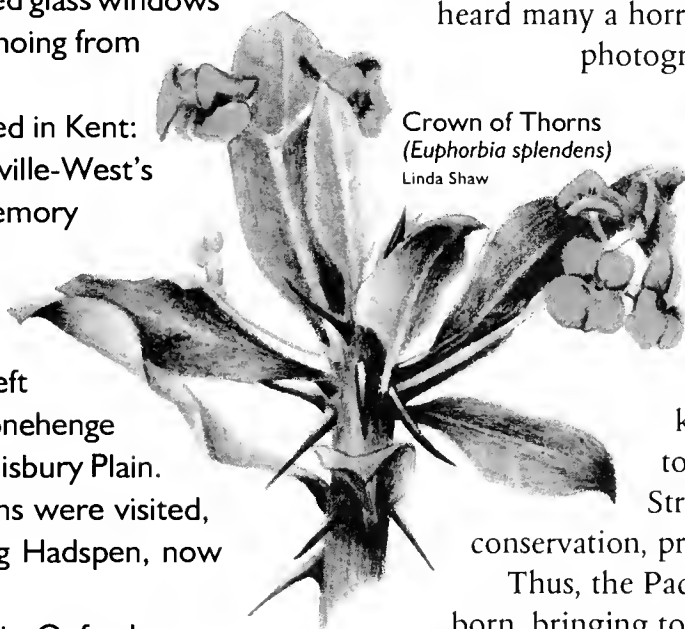 ed glass windows
hoing from
ed in Kent:
ville-West's
emory
eft
onehenge
isbury Plain.
ns were visited,
g Hadspen, now
Crown of Thorns
(Euphorbia splendens)
Linda Shaw
heard many a horr
photogr
k
to
Str
conservation, pr
Thus, the Pac
born, bringing to